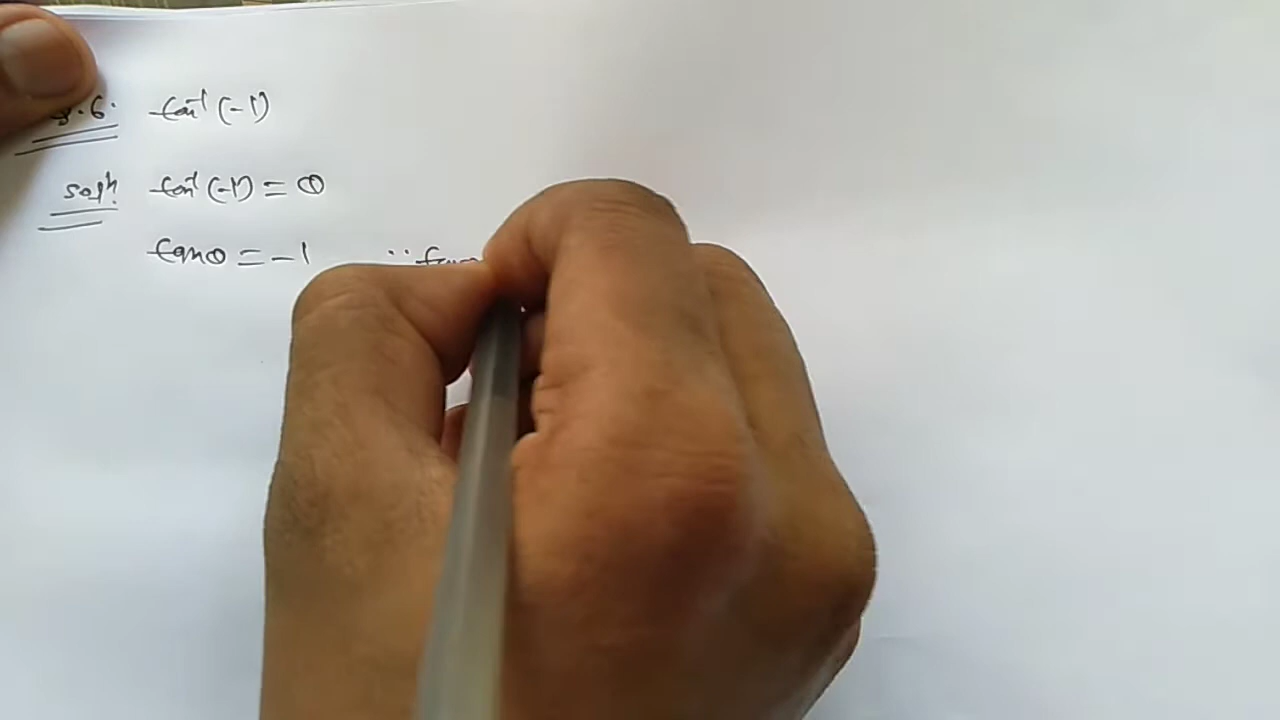 .6. tan⁻¹(-1)
Solⁿ. tan⁻¹(-1) = θ
tanθ = -1 ∵